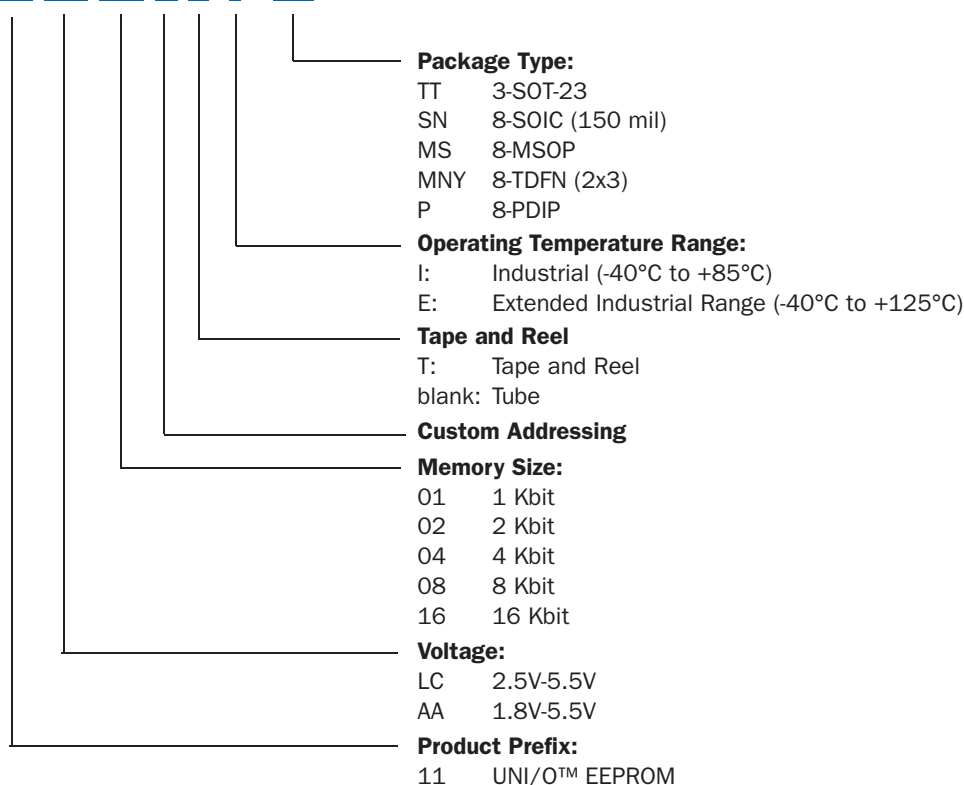 Package Type:
TT 3-SOT-23
SN 8-SOIC (150 mil)
MS 8-MSOP
MNY 8-TDFN (2x3)
P 8-PDIP
Operating Temperature Range:
I: Industrial (-40°C to +85°C)
E: Extended Industrial Range (-40°C to +125°C)
Tape and Reel
T: Tape and Reel
blank: Tube
Custom Addressing
Memory Size:
01 1 Kbit
02 2 Kbit
04 4 Kbit
08 8 Kbit
16 16 Kbit
Voltage:
LC 2.5V-5.5V
AA 1.8V-5.5V
Product Prefix:
11 UNI/O™ EEPROM